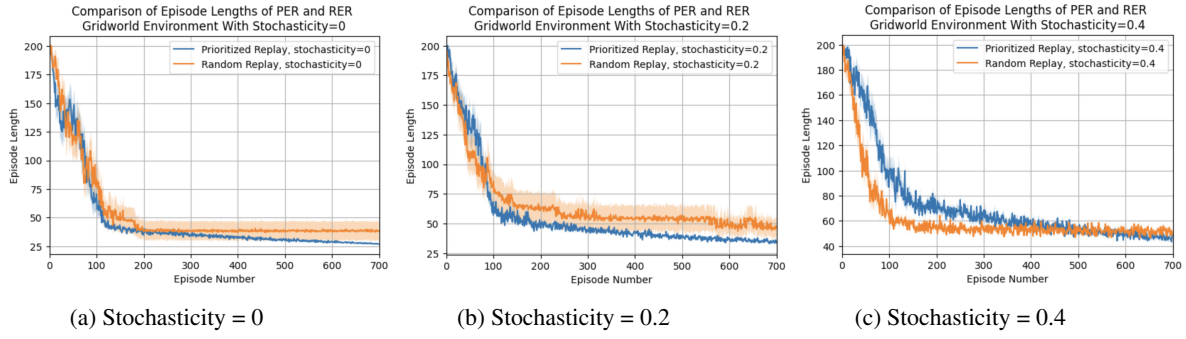 Comparison of Episode Lengths of PER and RER
Gridworld Environment With Stochasticity=0
Prioritized Replay, stochasticity=0
Random Replay, stochasticity=0
200
175
150
125
100
75
50
25
Episode Length
0 100 200 300 400 500 600 700
Episode Number
(a) Stochasticity = 0
Comparison of Episode Lengths of PER and RER
Gridworld Environment With Stochasticity=0.2
Prioritized Replay, stochasticity=0.2
Random Replay, stochasticity=0.2
200
175
150
125
100
75
50
25
Episode Length
0 100 200 300 400 500 600 700
Episode Number
(b) Stochasticity = 0.2
Comparison of Episode Lengths of PER and RER
Gridworld Environment With Stochasticity=0.4
Prioritized Replay, stochasticity=0.4
Random Replay, stochasticity=0.4
200
180
160
140
120
100
80
60
40
Episode Length
0 100 200 300 400 500 600 700
Episode Number
(c) Stochasticity = 0.4